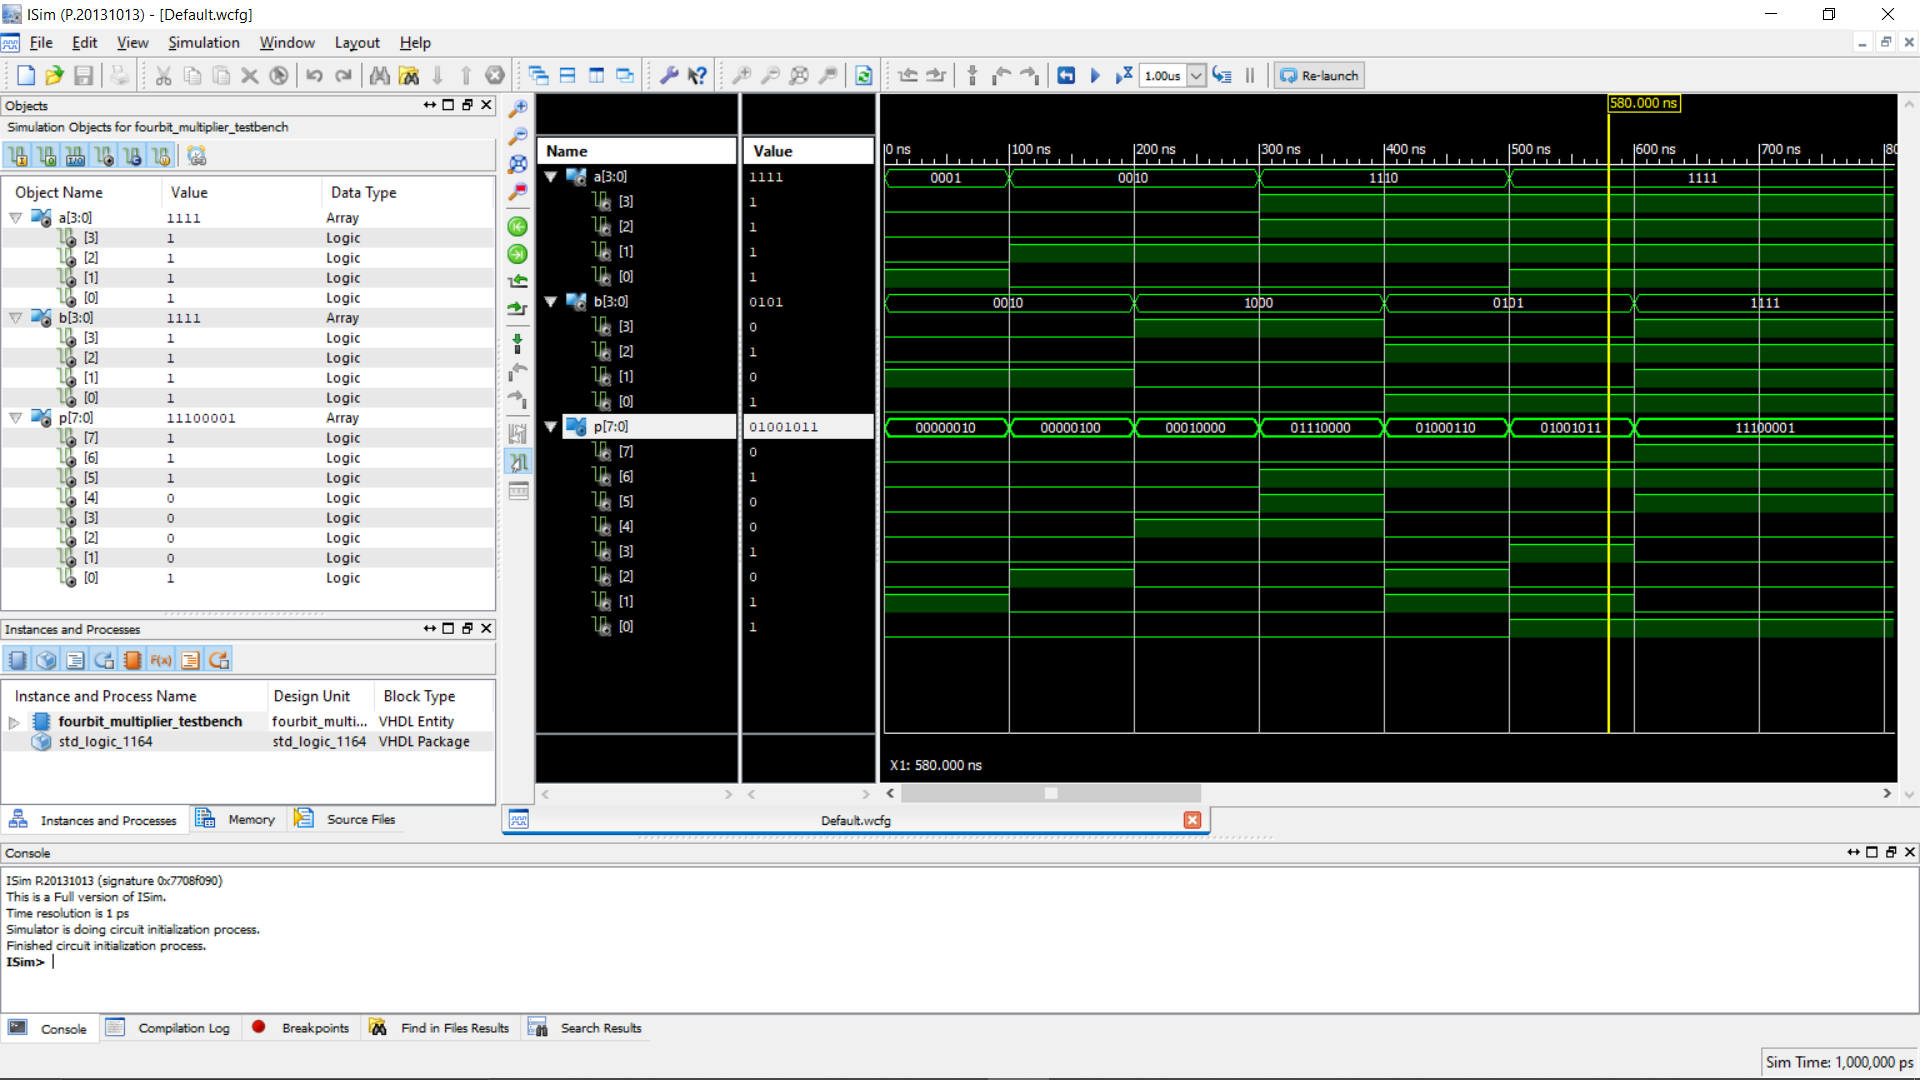 ISim (P.20131013) - [Default.wcfg]
File Edit View Simulation Window Layout Help
1.00us Re-launch
Objects
Simulation Objects for fourbit_multiplier_testbench
Object Name Value Data Type
a[3:0] 1111 Array
[3] 1 Logic
[2] 1 Logic
[1] 1 Logic
[0] 1 Logic
b[3:0] 1111 Array
[3] 1 Logic
[2] 1 Logic
[1] 1 Logic
[0] 1 Logic
p[7:0] 11100001 Array
[7] 1 Logic
[6] 1 Logic
[5] 1 Logic
[4] 0 Logic
[3] 0 Logic
[2] 0 Logic
[1] 0 Logic
[0] 1 Logic
Instances and Processes
F(x)
Instance and Process Name Design Unit Block Type
fourbit_multiplier_testbench fourbit_multi... VHDL Entity
std_logic_1164 std_logic_1164 VHDL Package
Instances and Processes Memory Source Files
580.000 ns
Name Value 0 ns 100 ns 200 ns 300 ns 400 ns 500 ns 600 ns 700 ns 80
a[3:0] 1111 0001 0010 1110 1111
[3] 1
[2] 1
[1] 1
[0] 1
b[3:0] 0101 0010 1000 0101 1111
[3] 0
[2] 1
[1] 0
[0] 1
p[7:0] 01001011 00000010 00000100 00010000 01110000 01000110 01001011 11100001
[7] 0
[6] 1
[5] 0
[4] 0
[3] 1
[2] 0
[1] 1
[0] 1
X1: 580.000 ns
Default.wcfg
Console
ISim P.20131013 (signature 0x7708f090)
This is a Full version of ISim.
Time resolution is 1 ps
Simulator is doing circuit initialization process.
Finished circuit initialization process.
ISim>
Console Compilation Log Breakpoints Find in Files Results Search Results
Sim Time: 1,000,000 ps